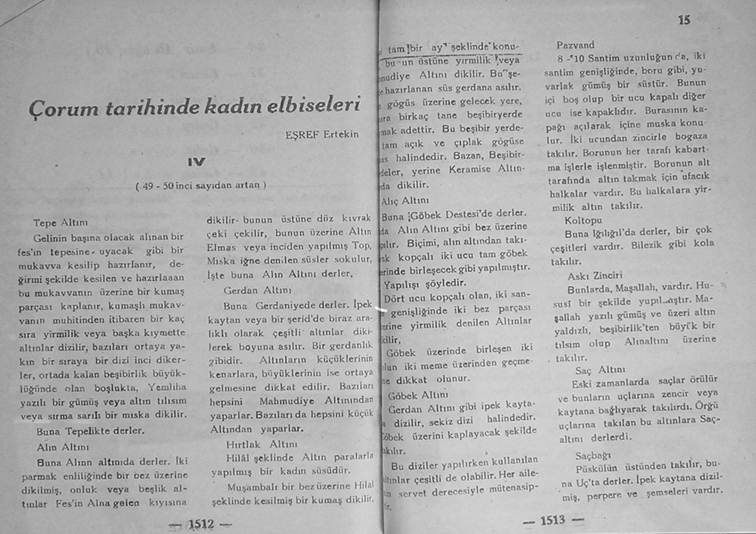 Çorum tarihinde kadın elbiseleri
EŞREF Ertekin
IV
( 49 - 50 inci sayıdan artan )
Tepe Altını
Gelinin başına olacak alınan bir
fes'in tepesine uyacak gibi bir
mukavva kesilip hazırlanır, de-
ğirmi şekilde kesilen ve hazırlanan
bu mukavvanın üzerine bir kumaş
parçası kaplanır, kumaşlı mukav-
vanın muhitinden itibaren bir kaç
sıra yirmilik veya başka kıymette
altınlar dizilir, bazıları ortaya ya-
kın bir sıraya bir dizi inci diker-
ler, ortada kalan beşibirlik büyük-
lüğünde olan boşlukta, Yemliha
yazılı bir gümüş veya altın tılisım
veya sırma sarılı bir mıska dikilir.
Buna Tepelikte derler.
Alın Altını
Buna Alnın altınıda derler. İki
parmak enliliğinde bir bez üzerine
dikilmiş, onluk veya beşlik al-
tınlar Fes'in Alna gelen kıyısına
dikilir- bunun üstüne döz kıvrak
çeki çekilir, bunun üzerine Altın
Elmas veya inciden yapılmış Top,
Mıska iğne denilen süsler sokulur,
İşte buna Alın Altını derler.
Gerdan Altını
Buna Gerdaniyede derler. İpek
kaytan veya bir şerid'e biraz ara-
lıklı olarak çeşitli altınlar diki-
lerek boyuna asılır. Bir gerdanlık
gibidir. Altınların küçüklerinin
kenarlara, büyüklerinin ise ortaya
gelmesine dikkat edilir. Bazıları
hepsini Mahmudiye Altınından
yaparlar. Bazıları da hepsini küçük
Altından yaparlar.
Hırtlak Altını
Hilâl şeklinde Altın paralarla
yapılmış bir kadın süsüdür.
Muşambalı bir bez üzerine Hilal
şeklinde kesilmiş bir kumaş dikilir,
— 1512 —
15
tam bir ay şeklinde konu-
bunun üstüne yirmilik veya
mudiye Altını dikilir. Bu şe-
hazırlanan süs gerdana asılır.
göğüs üzerine gelecek yere,
birkaç tane beşibiryerde
mak adettir. Bu beşibir yerde-
tam açık ve çıplak göğüse
halindedir. Bazan, Beşibir-
deler, yerine Keramise Altın-
da dikilir.
Alıç Altını
Buna Göbek Destesi'de derler.
da Alın Altını gibi bez üzerine
Biçimi, alın altından takı-
kopçalı iki ucu tam göbek
erinde birleşecek gibi yapılmıştır.
Yapılışı şöyledir.
Dört ucu kopçalı olan, iki san-
genişliğinde iki bez parçası
erine yirmilik denilen Altınlar
Göbek üzerinde birleşen iki
iki meme üzerinden geçme-
dikkat olunur.
Göbek Altını
Gerdan Altını gibi ipek kayta-
dizilir, sekiz dizi halindedir.
Göbek üzerini kaplayacak şekilde
Bu diziler yapılırken kullanılan
altınlar çeşitli de olabilir. Her aile-
servet derecesiyle mütenasip-
Pazvand
8 - 10 Santim uzunluğunda, iki
santim genişliğinde, boru gibi, yu-
varlak gümüş bir süstür. Bunun
içi boş olup bir ucu kapalı diğer
ucu ise kapaklıdır. Burasının ka-
pağı açılarak içine muska konu-
lur. İki ucundan zincirle bogaza
takılır. Borunun her tarafı kabart-
ma işlerle işlenmiştir. Borunun alt
tarafında altın takmak için ufacık
halkalar vardır. Bu halkalara yir-
milik altın takılır.
Koltopu
Buna Iğılığıl'da derler, bir çok
çeşitleri vardır. Bilezik gibi kola
takılır.
Askı Zinciri
Bunlarda, Maşallah, vardır. Hu-
susî bir şekilde yapılmıştır. Ma-
şallah yazılı gümüş ve üzeri altın
yaldızlı, beşibirlik'ten büyük bir
tılsım olup Alınaltını üzerine
takılır.
Saç Altını
Eski zamanlarda saçlar örülür
ve bunların uçlarına zencir veya
kaytana bağlıyarak takılırdı. Örgü
uçlarına takılan bu altınlara Saç-
altını derlerdi.
Saçbağı
Püskülün üstünden takılır, bu-
na Uç'ta derler. İpek kaytana dizil-
miş, perpere ve şemseleri vardır.
— 1513 —